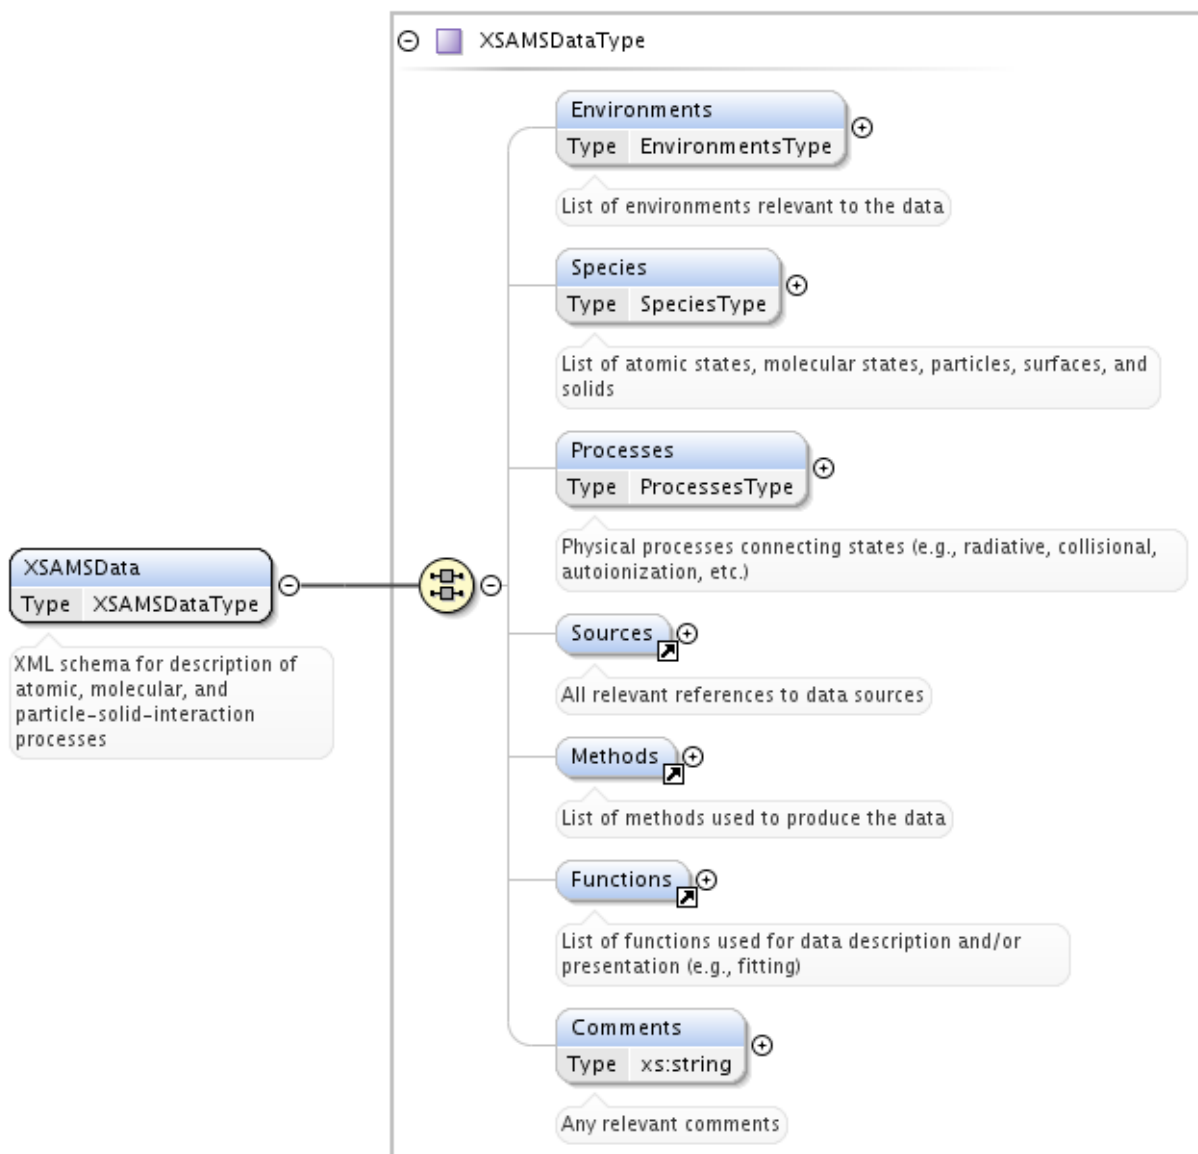 XSAMSDataType
Environments
Type EnvironmentsType
List of environments relevant to the data
Species
Type SpeciesType
List of atomic states, molecular states, particles, surfaces, and
solids
Processes
Type ProcessesType
Physical processes connecting states (e.g., radiative, collisional,
autoionization, etc.)
XSAMSData
Type XSAMSDataType
XML schema for description of
atomic, molecular, and
particle-solid-interaction
processes
Sources
All relevant references to data sources
Methods
List of methods used to produce the data
Functions
List of functions used for data description and/or
presentation (e.g., fitting)
Comments
Type xs:string
Any relevant comments